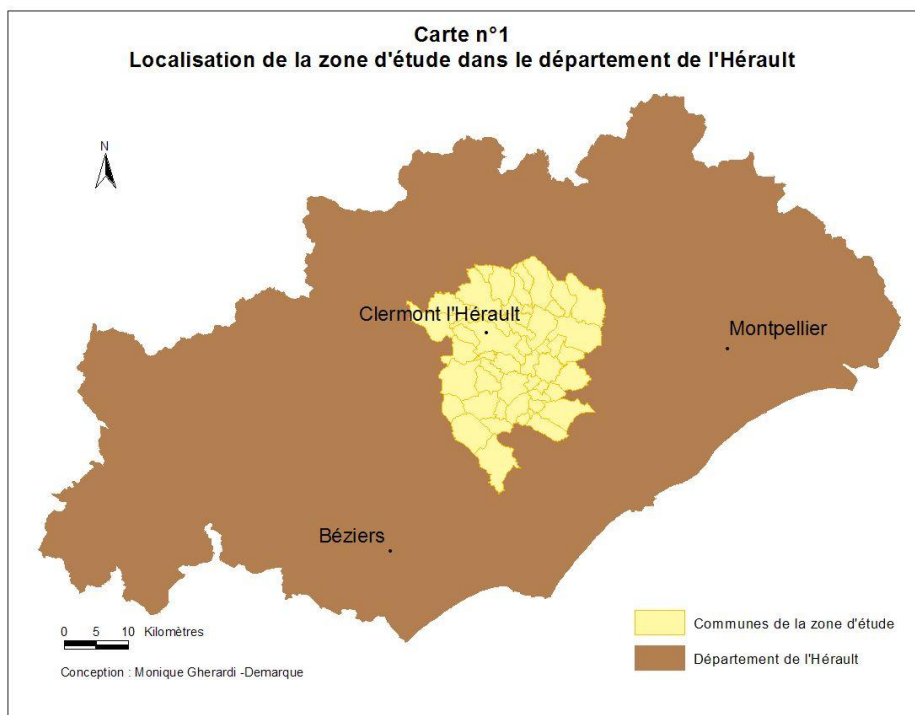 Carte n°1
Localisation de la zone d'étude dans le département de l'Hérault
N
Clermont l'Hérault
Montpellier
Béziers
0 5 10 Kilomètres
Conception : Monique Gherardi -Demarque
Communes de la zone d'étude
Département de l'Hérault